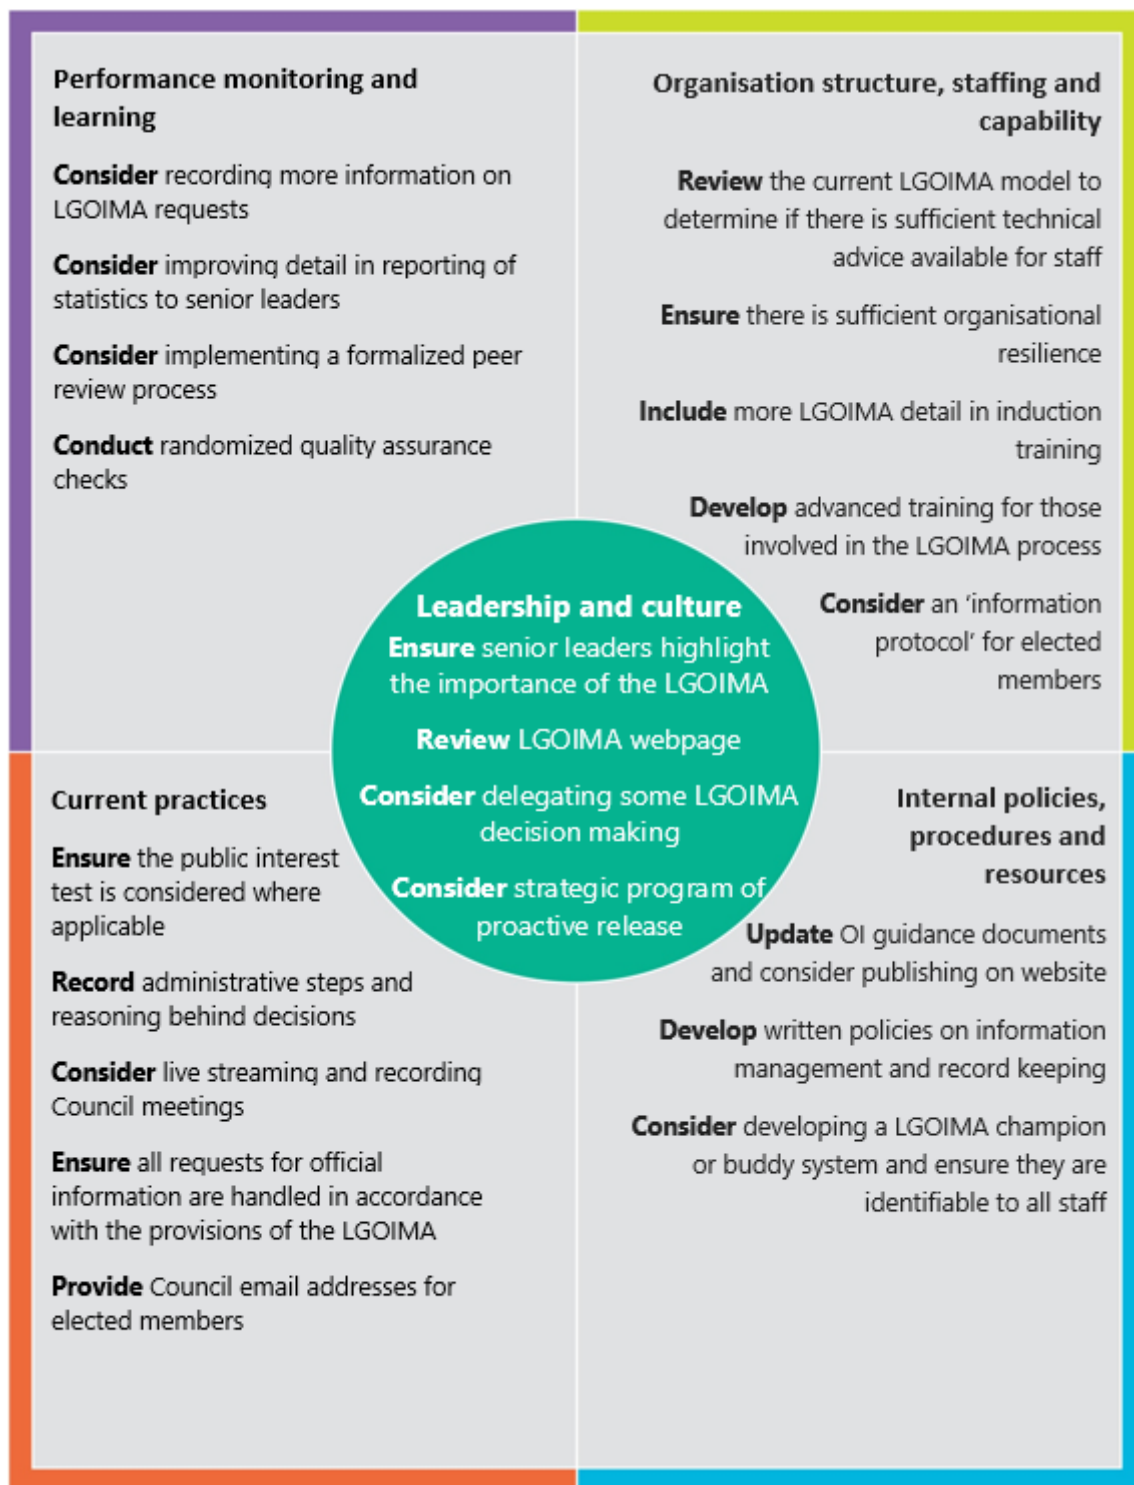 Performance monitoring and
learning
Consider recording more information on
LGOIMA requests
Consider improving detail in reporting of
statistics to senior leaders
Consider implementing a formalized peer
review process
Conduct randomized quality assurance
checks
Organisation structure, staffing and
capability
Review the current LGOIMA model to
determine if there is sufficient technical
advice available for staff
Ensure there is sufficient organisational
resilience
Include more LGOIMA detail in induction
training
Develop advanced training for those
involved in the LGOIMA process
Consider an ‘information
protocol’ for elected
members
Leadership and culture
Ensure senior leaders highlight
the importance of the LGOIMA
Review LGOIMA webpage
Consider delegating some LGOIMA
decision making
Consider strategic program of
proactive release
Current practices
Ensure the public interest
test is considered where
applicable
Record administrative steps and
reasoning behind decisions
Consider live streaming and recording
Council meetings
Ensure all requests for official
information are handled in accordance
with the provisions of the LGOIMA
Provide Council email addresses for
elected members
Internal policies,
procedures and
resources
Update OI guidance documents
and consider publishing on website
Develop written policies on information
management and record keeping
Consider developing a LGOIMA champion
or buddy system and ensure they are
identifiable to all staff